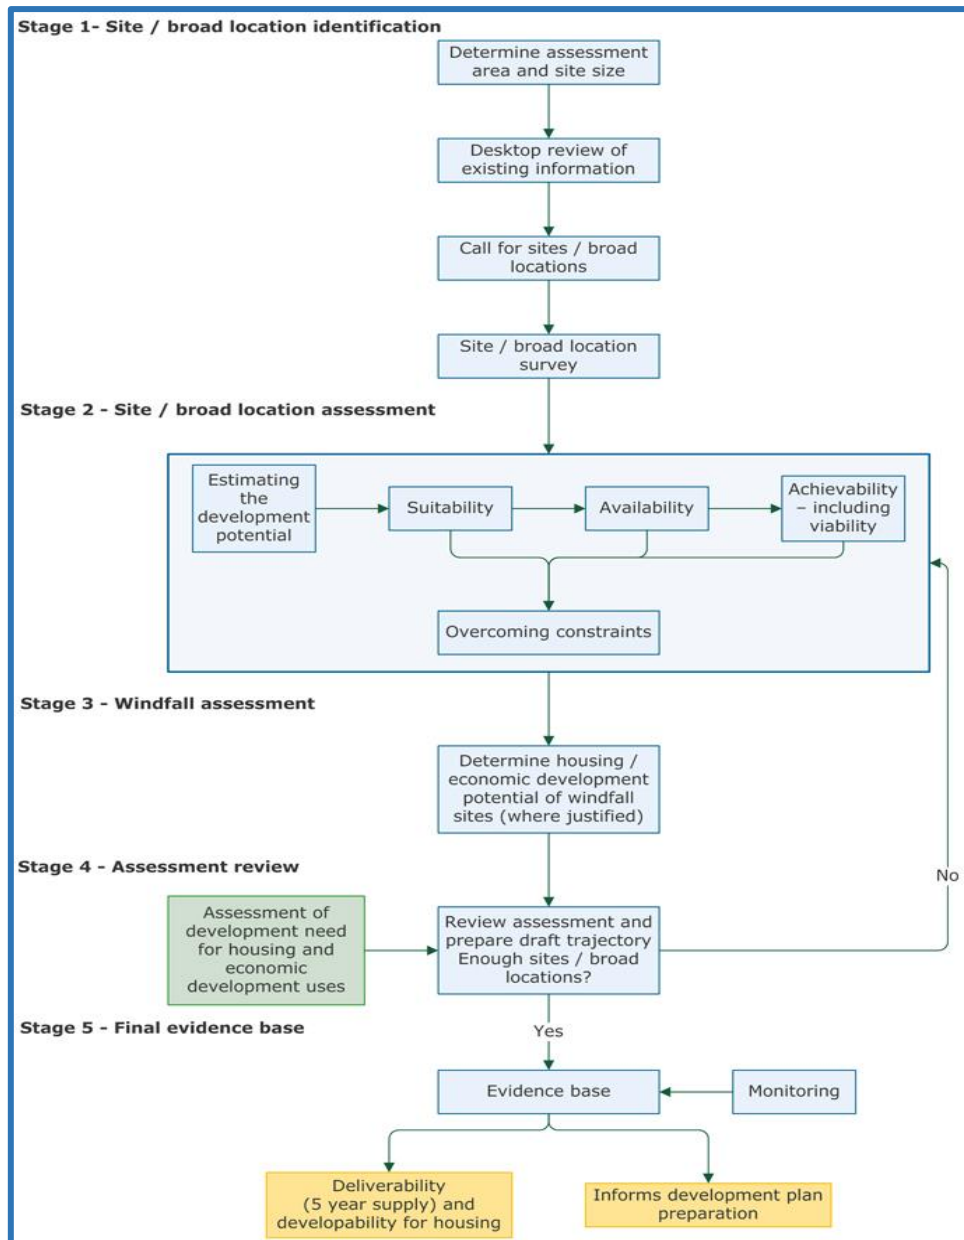 Stage 1- Site / broad location identification
Determine assessment
area and site size
Desktop review of
existing information
Call for sites / broad
locations
Site / broad location
survey
Stage 2 - Site / broad location assessment
Estimating
the
development
potential
Suitability
Availability
Achievability
– including
viability
Overcoming constraints
Stage 3 - Windfall assessment
Determine housing /
economic development
potential of windfall
sites (where justified)
Stage 4 - Assessment review
Assessment of
development need
for housing and
economic
development uses
Review assessment and
prepare draft trajectory
Enough sites / broad
locations?
No
Stage 5 - Final evidence base
Yes
Evidence base
Monitoring
Deliverability
(5 year supply) and
developability for housing
Informs development plan
preparation